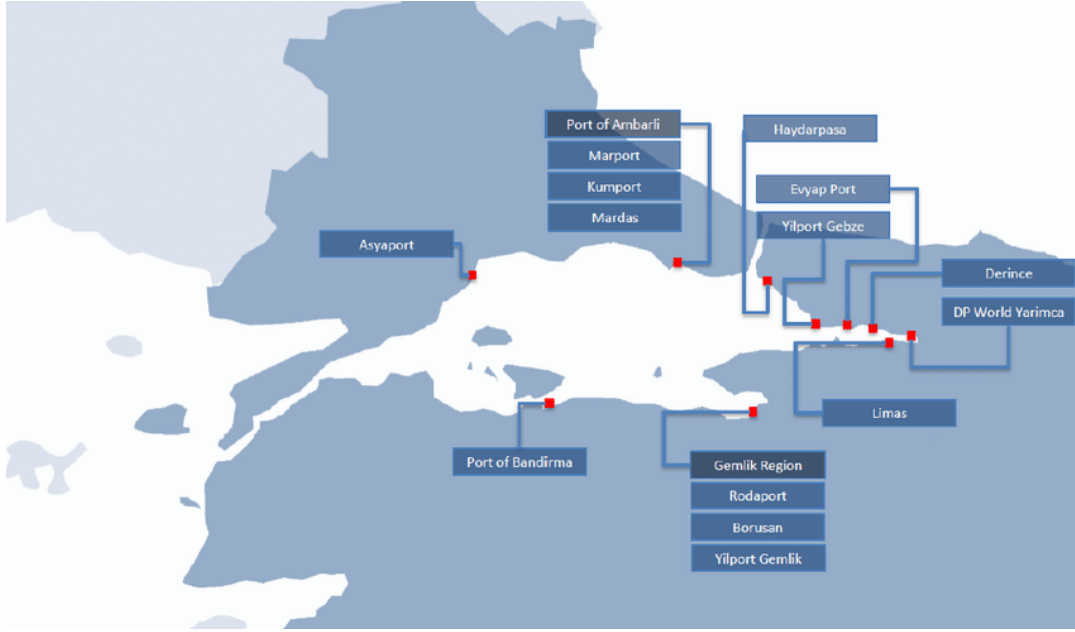 Port of Ambarli
Marport
Kumport
Mardas
Haydarpasa
Evyap Port
Yilport Gebze
Asyaport
Derince
DP World Yarimca
Limas
Port of Bandirma
Gemlik Region
Rodaport
Borusan
Yilport Gemlik